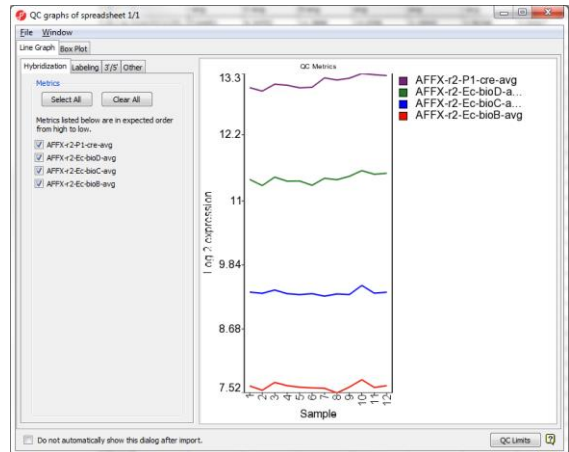 QC graphs of spreadsheet 1/1
File Window
Line Graph Box Plot
Hybridization Labeling 3'/5' Other
Metrics
Select All Clear All
Metrics listed below are in expected order
from high to low.
AFFX-r2-P1-cre-avg
AFFX-r2-Ec-bioD-avg
AFFX-r2-Ec-bioC-avg
AFFX-r2-Ec-bioB-avg
QC Metrics
13.3
12.2
11
9.84
8.68
7.52
Log 2 expression
1 2 3 4 5 6 7 8 9 10 11 12
Sample
AFFX-r2-P1-cre-avg
AFFX-r2-Ec-bioD-a...
AFFX-r2-Ec-bioC-a...
AFFX-r2-Ec-bioB-avg
Do not automatically show this dialog after import.
QC Limits